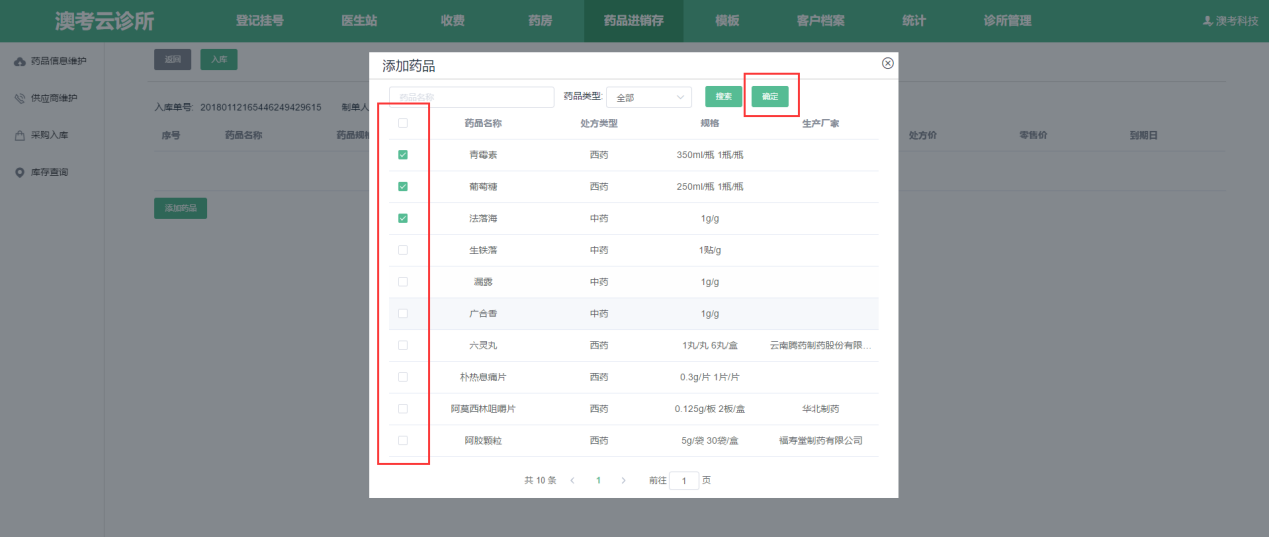 澳考云诊所 登记挂号 医生站 收费 药房 药品进销存 模板 客户档案 统计 诊所管理 澳考科技
药品信息维护
供应商维护
采购入库
库存查询
返回 入库
入库单号: 20180112165446249429615 制单人
序号 药品名称 药品规格 处方价 零售价 到期日
添加药品
添加药品
药品名称 药品类型: 全部 搜索 确定
药品名称 处方类型 规格 生产厂家
青霉素 西药 350ml/瓶 1瓶/瓶
葡萄糖 西药 250ml/瓶 1瓶/瓶
法落海 中药 1g/g
生铁落 中药 1贴/g
漏露 中药 1g/g
广合香 中药 1g/g
六灵丸 西药 1丸/丸 6丸/盒 云南腾药制药股份有限...
朴热息痛片 西药 0.3g/片 1片/片
阿莫西林咀嚼片 西药 0.125g/板 2板/盒 华北制药
阿胶颗粒 西药 5g/袋 30袋/盒 福寿堂制药有限公司
共 10 条 1 前往 1 页